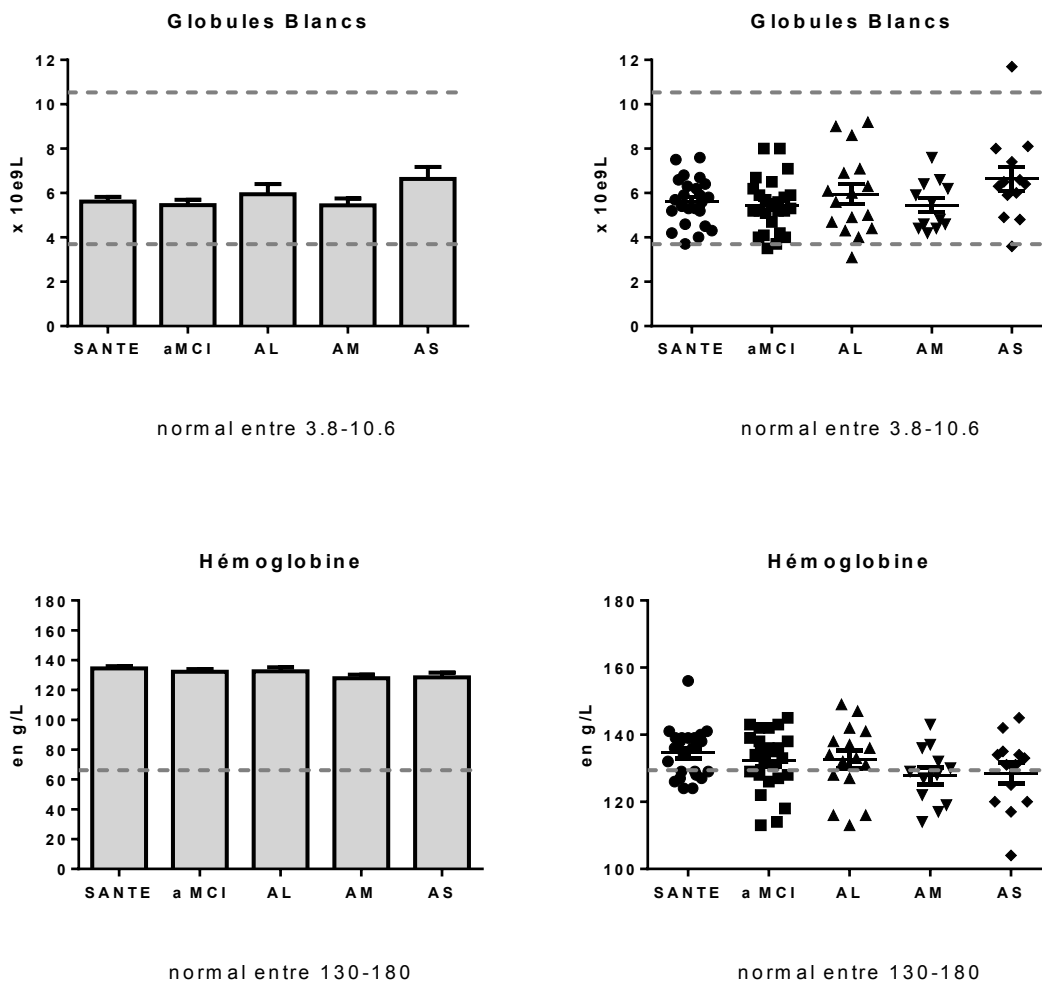 Globules Blancs
12
10
8
6
4
2
0
x 10e9L
SANTE aMCI AL AM AS
normal entre 3.8-10.6
Globules Blancs
12
10
8
6
4
2
0
x 10e9L
SANTE aMCI AL AM AS
normal entre 3.8-10.6
Hémoglobine
180
160
140
120
100
80
60
40
20
0
en g/L
SANTE a MCI AL AM AS
normal entre 130-180
Hémoglobine
180
160
140
120
100
en g/L
SANTE a MCI AL AM AS
normal entre 130-180